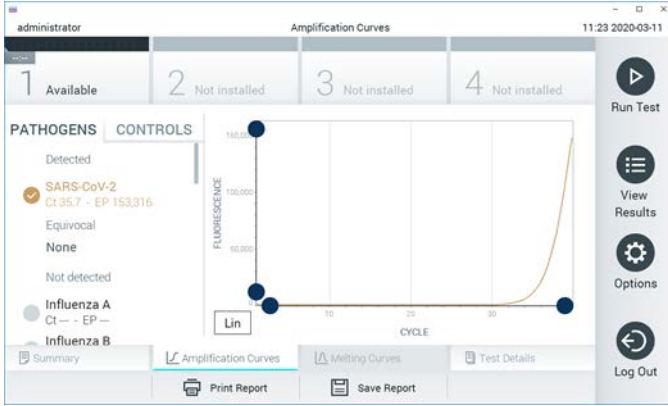 administrator
Amplification Curves
11:23 2020-03-11
1 Available
2 Not installed
3 Not installed
4 Not installed
Run Test
View
Results
Options
Log Out
PATHOGENS
CONTROLS
Detected
SARS-CoV-2
Ct 35.7 - EP 153,316
Equivocal
None
Not detected
Influenza A
Ct — - EP —
Influenza B
FLUORESCENCE
100,000
50,000
10
20
30
CYCLE
Lin
Summary
Amplification Curves
Melting Curves
Test Details
Print Report
Save Report